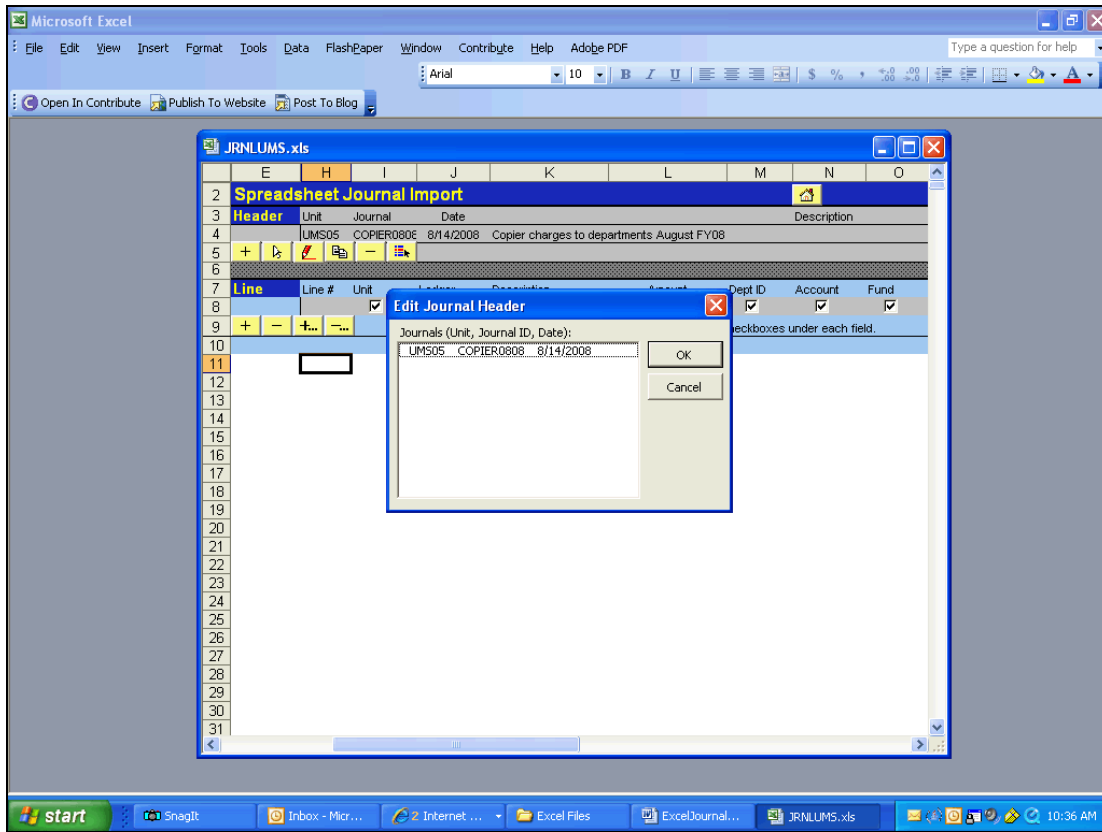 Microsoft Excel
File Edit View Insert Format Tools Data FlashPaper Window Contribute Help Adobe PDF Type a question for help
Arial 10 B I U $ % , .00 .00
Open In Contribute Publish To Website Post To Blog
JRNLUMS.xls
E H I J K L M N O
2 Spreadsheet Journal Import
3 Header Unit Journal Date Description
4 UMS05 COPIER0808 8/14/2008 Copier charges to departments August FY08
5 +  −
6
7 Line Line # Unit Dept ID Account Fund
8
9 + − +... −... checkboxes under each field.
10
11
12
13
14
15
16
17
18
19
20
21
22
23
24
25
26
27
28
29
30
31
Edit Journal Header
Journals (Unit, Journal ID, Date):
UMS05 COPIER0808 8/14/2008
OK
Cancel
start SnagIt Inbox - Micr... 2 Internet ... Excel Files ExcelJournal... JRNLUMS.xls 10:36 AM